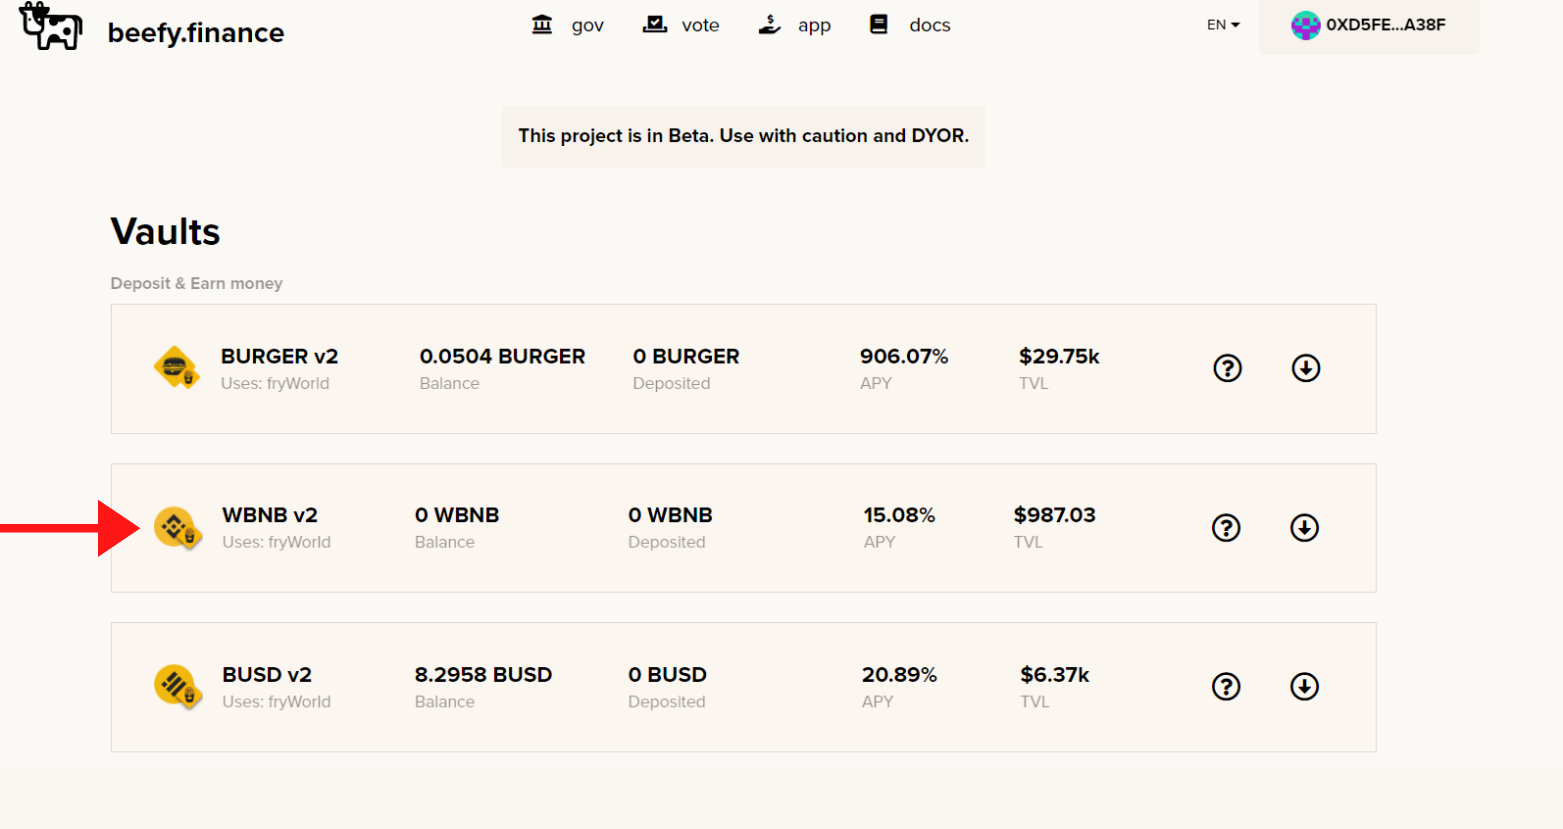 beefy.finance gov vote app docs EN 0XD5FE...A38F
This project is in Beta. Use with caution and DYOR.
Vaults
Deposit & Earn money
BURGER v2 0.0504 BURGER 0 BURGER 906.07% $29.75k
Uses: fryWorld Balance Deposited APY TVL
WBNB v2 0 WBNB 0 WBNB 15.08% $987.03
Uses: fryWorld Balance Deposited APY TVL
BUSD v2 8.2958 BUSD 0 BUSD 20.89% $6.37k
Uses: fryWorld Balance Deposited APY TVL